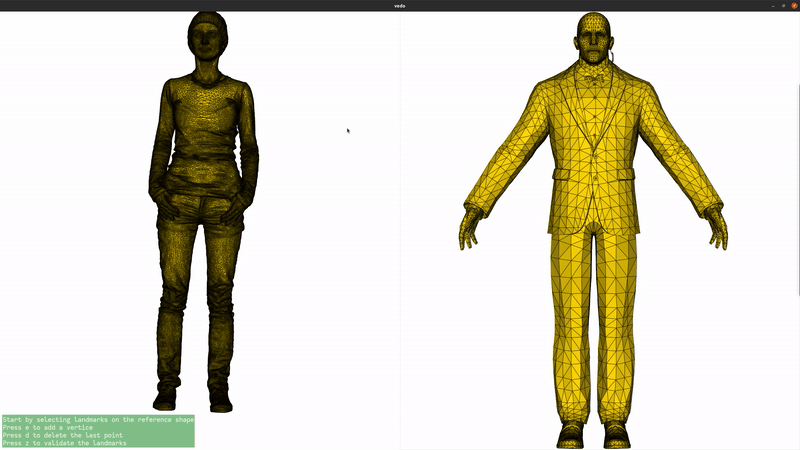 vedo
Start by selecting landmarks on the reference shape
Press e to add a vertice
Press d to delete the last point
Press z to validate the landmarks